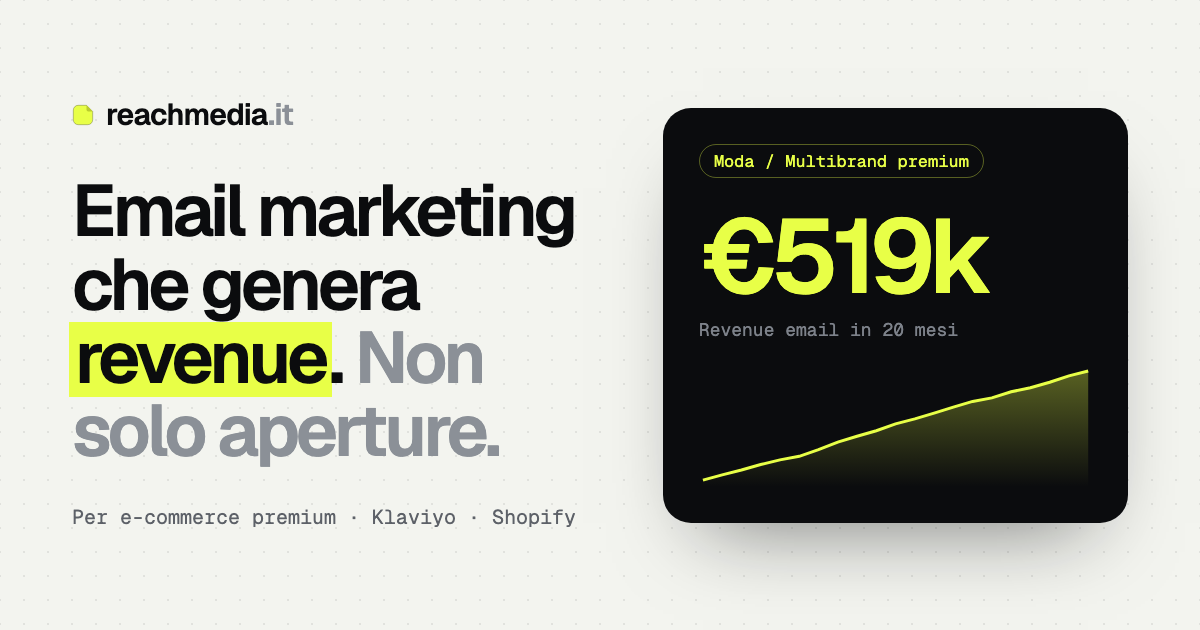 reachmedia.it
Email marketing
che genera
revenue. Non
solo aperture.
Per e-commerce premium · Klaviyo · Shopify
Moda / Multibrand premium
€519k
Revenue email in 20 mesi